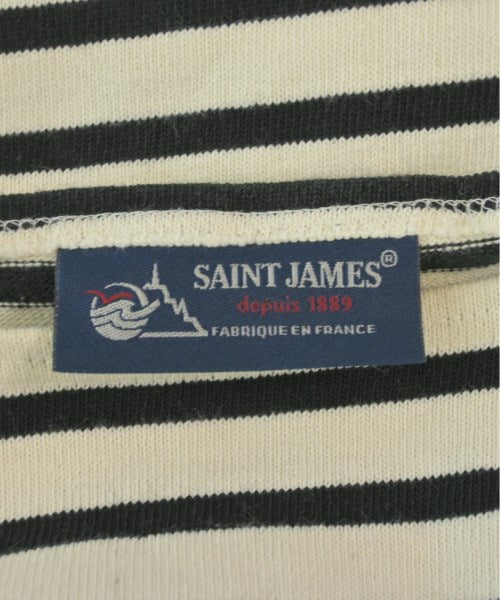 SAINT JAMES®
depuis 1889
FABRIQUE EN FRANCE